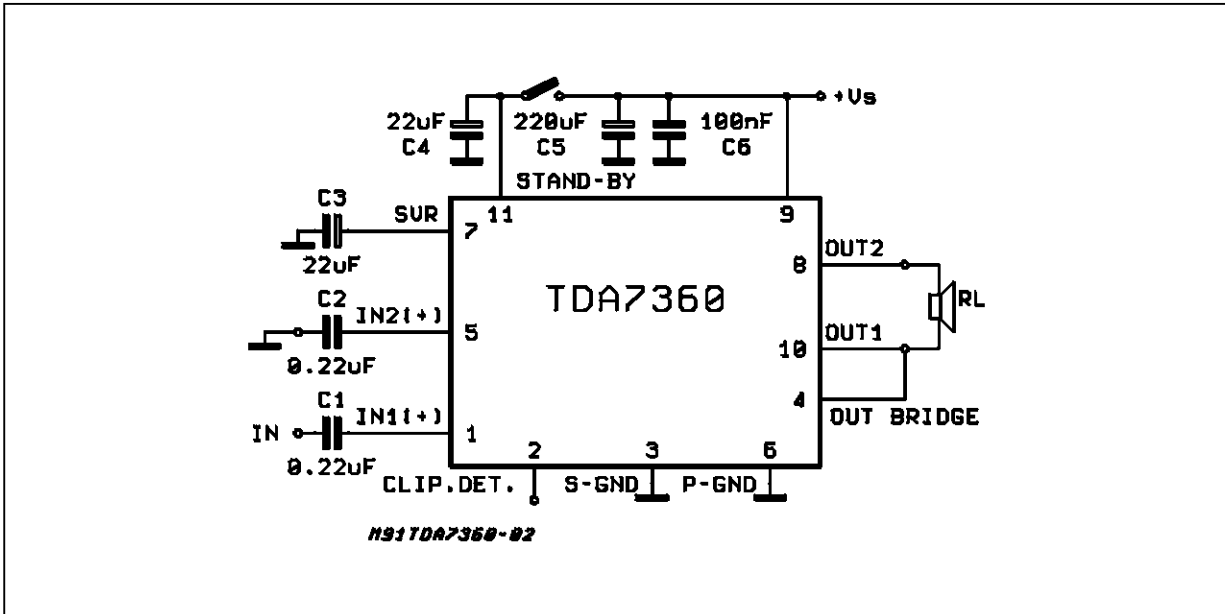 +Vs
22uF
C4
220uF
C5
100nF
C6
STAND-BY
C3
SVR
11
9
7
22uF
OUT2
8
TDA7360
RL
C2
IN2(+)
5
OUT1
10
0.22uF
C1
4
OUT BRIDGE
IN
IN1(+)
1
0.22uF
2
3
6
CLIP.DET.
S-GND
P-GND
M91TDA7360-02